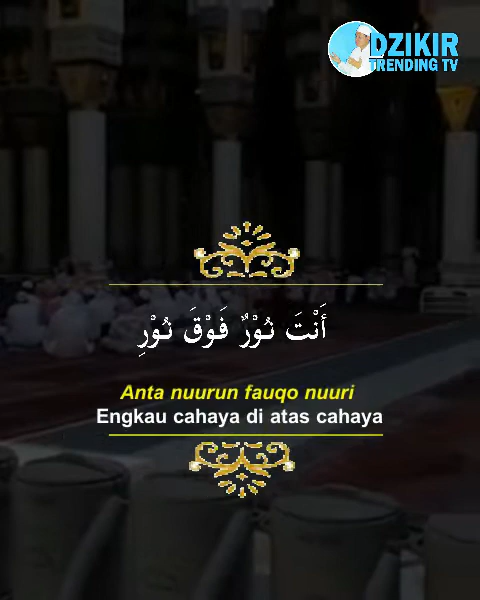 DZIKIR
TRENDING TV
أَنْتَ نُوْرٌ فَوْقَ نُوْرِ
Anta nuurun fauqo nuuri
Engkau cahaya di atas cahaya